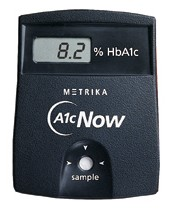 8.2 % HbA1c
METRIKA
A1cNow
sample